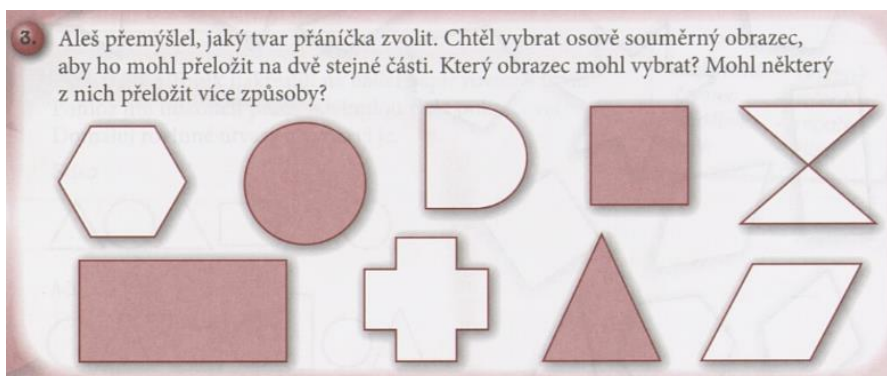 3. Aleš přemýšlel, jaký tvar přáníčka zvolit. Chtěl vybrat osově souměrný obrazec,
aby ho mohl přeložit na dvě stejné části. Který obrazec mohl vybrat? Mohl některý
z nich přeložit více způsoby?